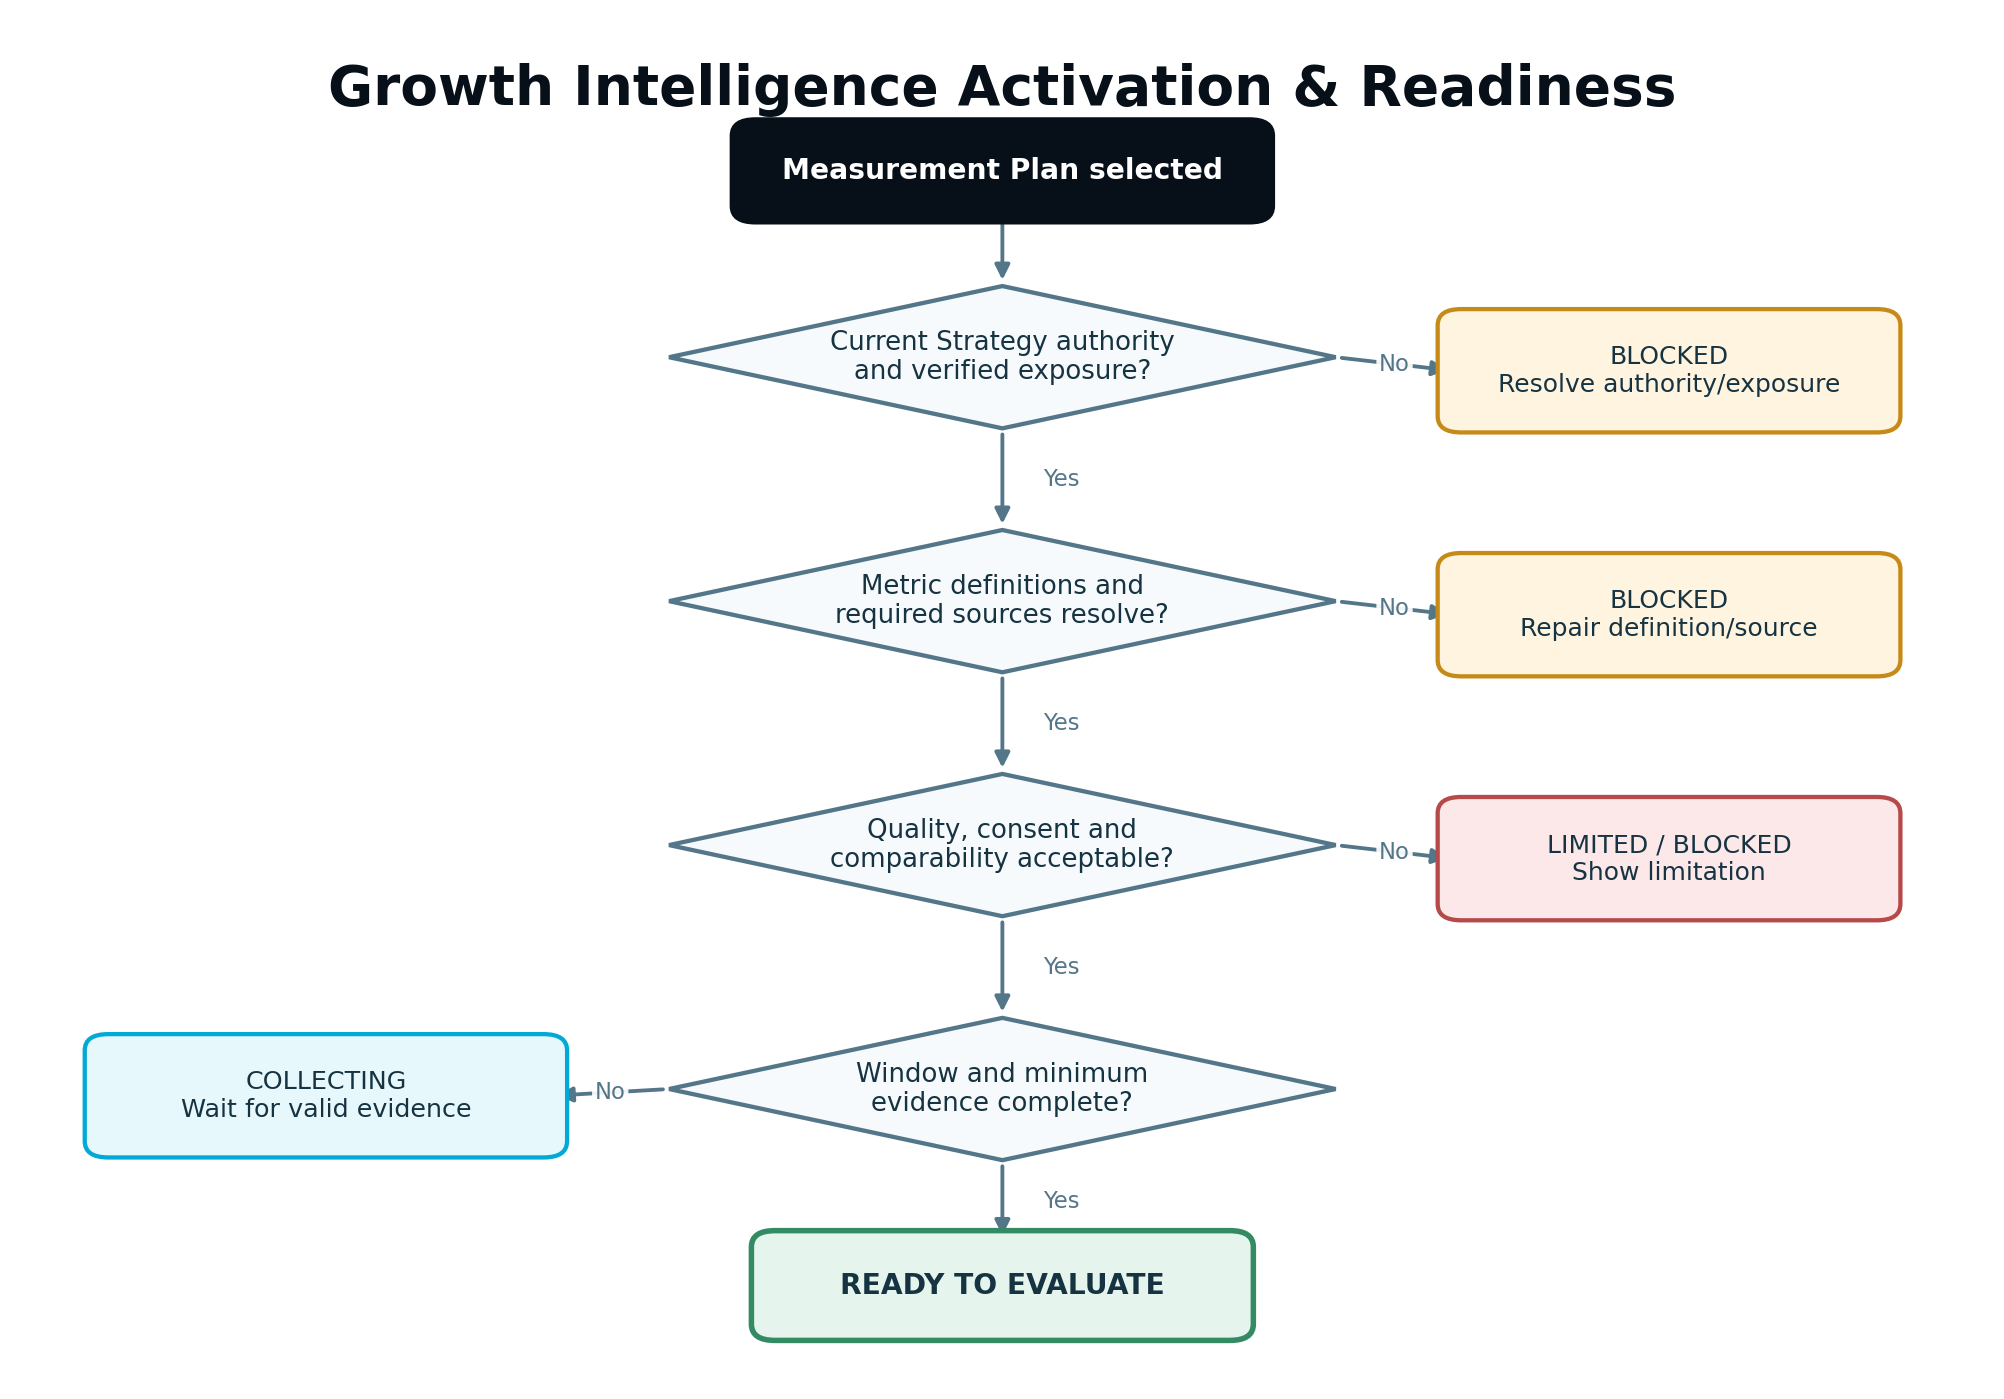 Growth Intelligence Activation & Readiness
Measurement Plan selected
Current Strategy authority
and verified exposure?
No
BLOCKED
Resolve authority/exposure
Yes
Metric definitions and
required sources resolve?
No
BLOCKED
Repair definition/source
Yes
Quality, consent and
comparability acceptable?
No
LIMITED / BLOCKED
Show limitation
Yes
Window and minimum
evidence complete?
No
COLLECTING
Wait for valid evidence
Yes
READY TO EVALUATE